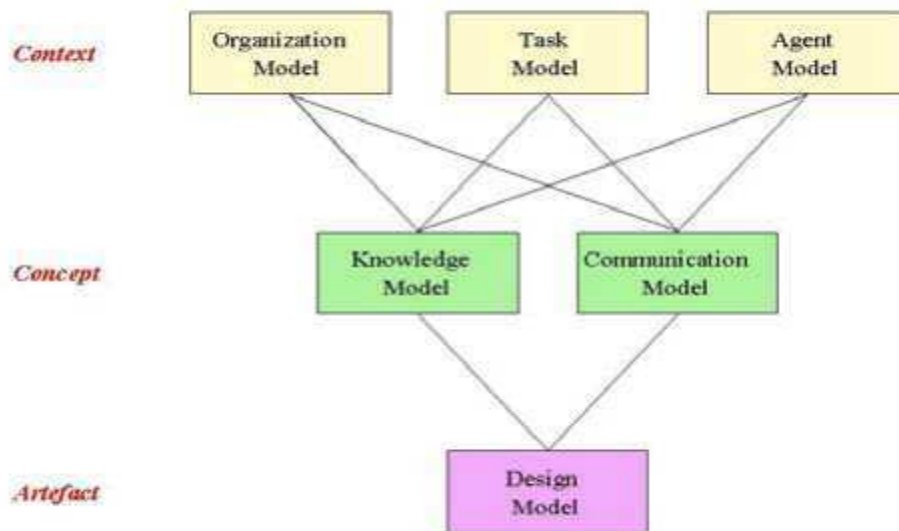 Context
Organization
Model
Task
Model
Agent
Model
Concept
Knowledge
Model
Communication
Model
Artefact
Design
Model